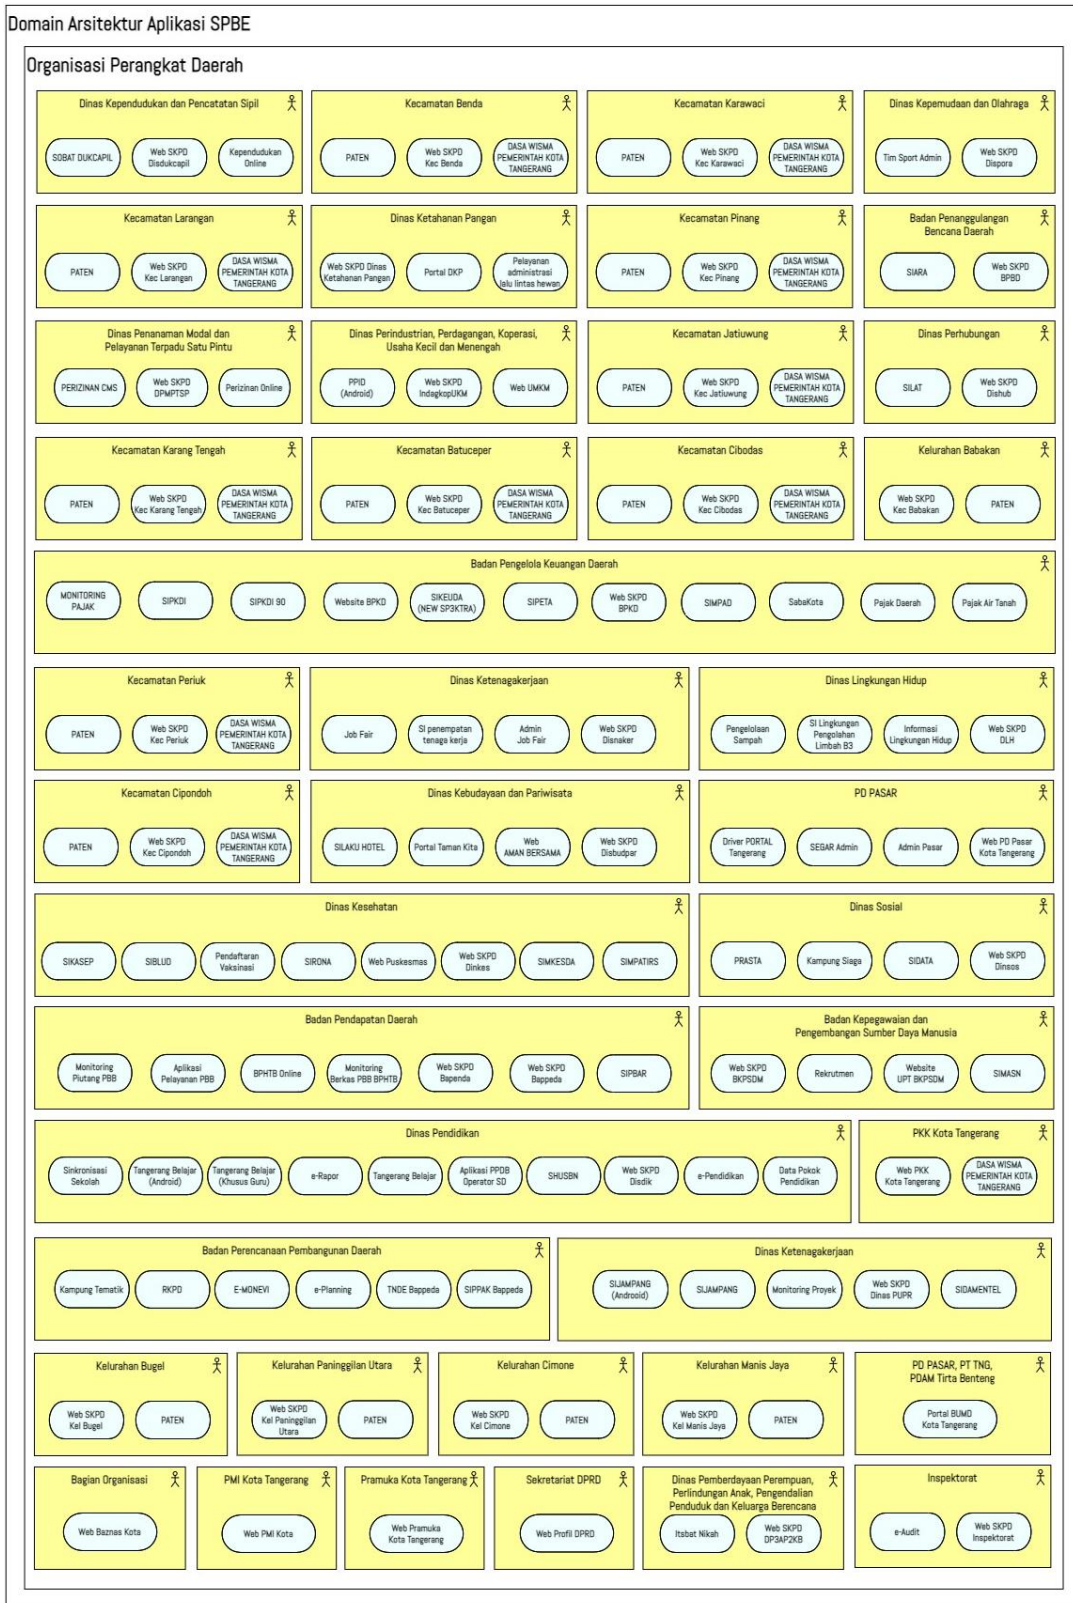 Domain Arsitektur Aplikasi SPBE
Organisasi Perangkat Daerah
Dinas Kependudukan dan Pencatatan Sipil
SOBAT DUKCAPIL
Web SKPD
Disdukcapil
Kependudukan
Online
Kecamatan Benda
PATEN
Web SKPD
Kec Benda
DASA WISMA
PEMERINTAH KOTA
TANGERANG
Kecamatan Karawaci
PATEN
Web SKPD
Kec Karawaci
DASA WISMA
PEMERINTAH KOTA
TANGERANG
Dinas Kepemudaan dan Olahraga
Tim Sport Admin
Web SKPD
Dispora
Kecamatan Larangan
PATEN
Web SKPD
Kec Larangan
DASA WISMA
PEMERINTAH KOTA
TANGERANG
Dinas Ketahanan Pangan
Web SKPD Dinas
Ketahanan Pangan
Portal DKP
Pelayanan
administrasi
lalu lintas hewan
Kecamatan Pinang
PATEN
Web SKPD
Kec Pinang
DASA WISMA
PEMERINTAH KOTA
TANGERANG
Badan Penanggulangan
Bencana Daerah
SIARA
Web SKPD
BPBD
Dinas Penanaman Modal dan
Pelayanan Terpadu Satu Pintu
PERIZINAN CMS
Web SKPD
DPMPTSP
Perizinan Online
Dinas Perindustrian, Perdagangan, Koperasi,
Usaha Kecil dan Menengah
PPID
(Android)
Web SKPD
IndagkopUKM
Web UMKM
Kecamatan Jatiuwung
PATEN
Web SKPD
Kec Jatiuwung
DASA WISMA
PEMERINTAH KOTA
TANGERANG
Dinas Perhubungan
SILAT
Web SKPD
Dishub
Kecamatan Karang Tengah
PATEN
Web SKPD
Kec Karang Tengah
DASA WISMA
PEMERINTAH KOTA
TANGERANG
Kecamatan Batuceper
PATEN
Web SKPD
Kec Batuceper
DASA WISMA
PEMERINTAH KOTA
TANGERANG
Kecamatan Cibodas
PATEN
Web SKPD
Kec Cibodas
DASA WISMA
PEMERINTAH KOTA
TANGERANG
Kelurahan Babakan
Web SKPD
Kec Babakan
PATEN
Badan Pengelola Keuangan Daerah
MONITORING
PAJAK
SIPKDI
SIPKDI 90
Website BPKD
SIKEUDA
(NEW SP3KTRA)
SIPETA
Web SKPD
BPKD
SIMPAD
SabaKota
Pajak Daerah
Pajak Air Tanah
Kecamatan Periuk
PATEN
Web SKPD
Kec Periuk
DASA WISMA
PEMERINTAH KOTA
TANGERANG
Dinas Ketenagakerjaan
Job Fair
SI penempatan
tenaga kerja
Admin
Job Fair
Web SKPD
Disnaker
Dinas Lingkungan Hidup
Pengelolaan
Sampah
SI Lingkungan
Pengolahan
Limbah B3
Informasi
Lingkungan Hidup
Web SKPD
DLH
Kecamatan Cipondoh
PATEN
Web SKPD
Kec Cipondoh
DASA WISMA
PEMERINTAH KOTA
TANGERANG
Dinas Kebudayaan dan Pariwisata
SILAKU HOTEL
Portal Taman Kita
Web
AMAN BERSAMA
Web SKPD
Disbudpar
PD PASAR
Driver PORTAL
Tangerang
SEGAR Admin
Admin Pasar
Web PD Pasar
Kota Tangerang
Dinas Kesehatan
SIKASEP
SIBLUD
Pendaftaran
Vaksinasi
SIRONA
Web Puskesmas
Web SKPD
Dinkes
SIMKESDA
SIMPATIRS
Dinas Sosial
PRASTA
Kampung Siaga
SIDATA
Web SKPD
Dinsos
Badan Pendapatan Daerah
Monitoring
Piutang PBB
Aplikasi
Pelayanan PBB
BPHTB Online
Monitoring
Berkas PBB BPHTB
Web SKPD
Bapenda
Web SKPD
Bappeda
SIPBAR
Badan Kepegawaian dan
Pengembangan Sumber Daya Manusia
Web SKPD
BKPSDM
Rekrutmen
Website
UPT BKPSDM
SIMASN
Dinas Pendidikan
Sinkronisasi
Sekolah
Tangerang Belajar
(Android)
Tangerang Belajar
(Khusus Guru)
e-Rapor
Tangerang Belajar
Aplikasi PPDB
Operator SD
SHUSBN
Web SKPD
Disdik
e-Pendidikan
Data Pokok
Pendidikan
PKK Kota Tangerang
Web PKK
Kota Tangerang
DASA WISMA
PEMERINTAH KOTA
TANGERANG
Badan Perencanaan Pembangunan Daerah
Kampung Tematik
RKPD
E-MONEVI
e-Planning
TNDE Bappeda
SIPPAK Bappeda
Dinas Ketenagakerjaan
SIJAMPANG
(Androoid)
SIJAMPANG
Monitoring Proyek
Web SKPD
Dinas PUPR
SIDAMENTEL
Kelurahan Bugel
Web SKPD
Kel Bugel
PATEN
Kelurahan Paninggilan Utara
Web SKPD
Kel Paninggilan
Utara
PATEN
Kelurahan Cimone
Web SKPD
Kel Cimone
PATEN
Kelurahan Manis Jaya
Web SKPD
Kel Manis Jaya
PATEN
PD PASAR, PT TNG,
PDAM Tirta Benteng
Portal BUMD
Kota Tangerang
Bagian Organisasi
Web Baznas Kota
PMI Kota Tangerang
Web PMI Kota
Pramuka Kota Tangerang
Web Pramuka
Kota Tangerang
Sekretariat DPRD
Web Profil DPRD
Dinas Pemberdayaan Perempuan,
Perlindungan Anak, Pengendalian
Penduduk dan Keluarga Berencana
Itsbat Nikah
Web SKPD
DP3AP2KB
Inspektorat
e-Audit
Web SKPD
Inspektorat